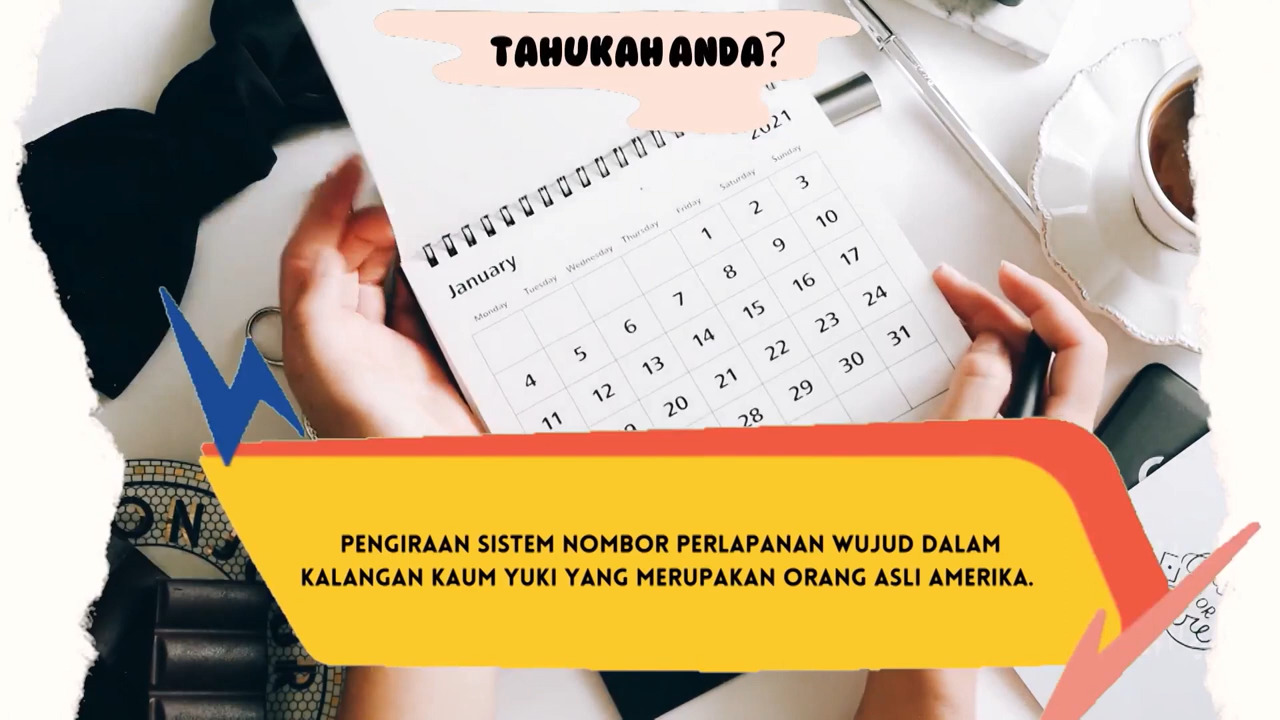 TAHUKAH ANDA?
2021
January
Monday Tuesday Wednesday Thursday Friday Saturday Sunday
1 2 3
4 5 6 7 8 9 10
11 12 13 14 15 16 17
20 21 22 23 24
28 29 30 31
PENGIRAAN SISTEM NOMBOR PERLAPANAN WUJUD DALAM
KALANGAN KAUM YUKI YANG MERUPAKAN ORANG ASLI AMERIKA.
OR